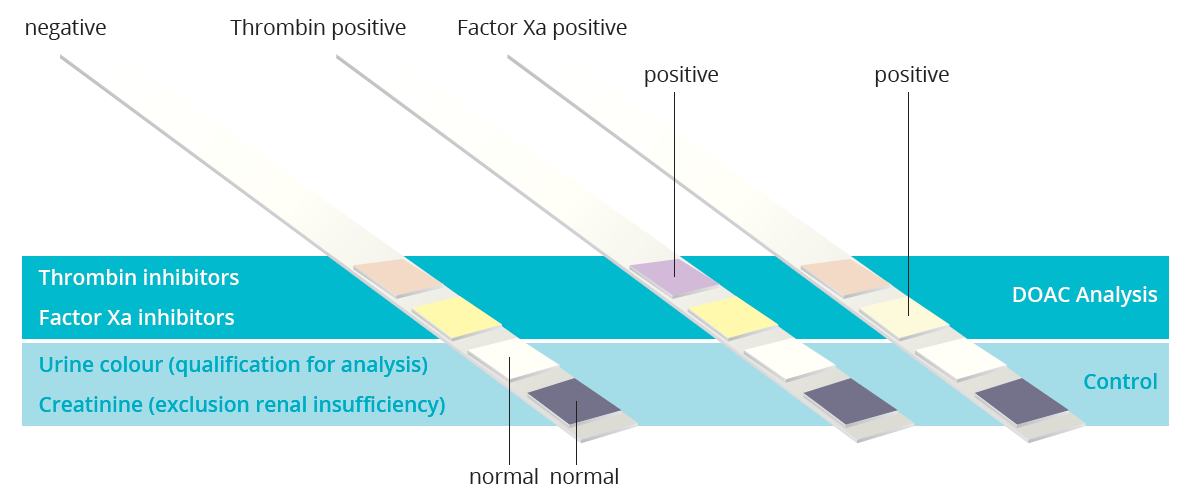 negative
Thrombin positive
Factor Xa positive
positive
positive
Thrombin inhibitors
Factor Xa inhibitors
DOAC Analysis
Urine colour (qualification for analysis)
Creatinine (exclusion renal insufficiency)
Control
normal
normal